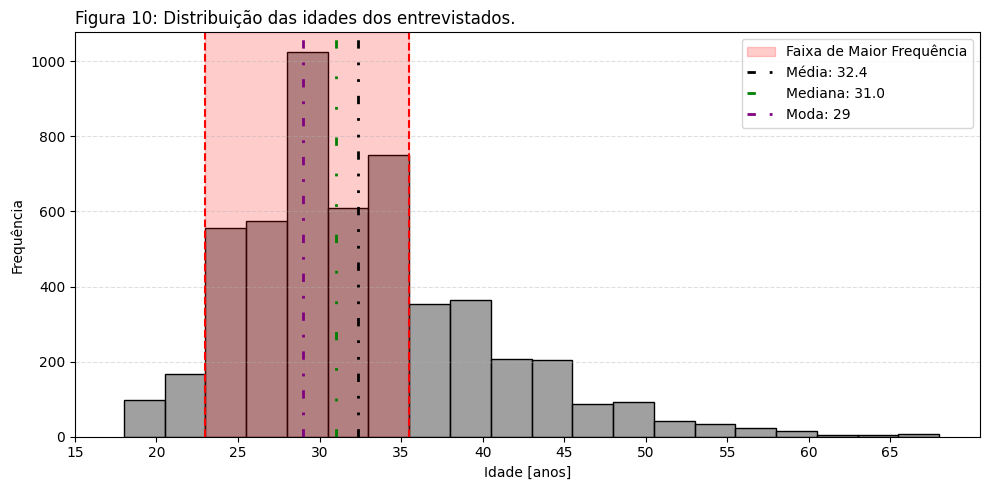 Figura 10: Distribuição das idades dos entrevistados.
Faixa de Maior Frequência
Média: 32.4
Mediana: 31.0
Moda: 29
Frequência
1000
800
600
400
200
0
15 20 25 30 35 40 45 50 55 60 65
Idade [anos]